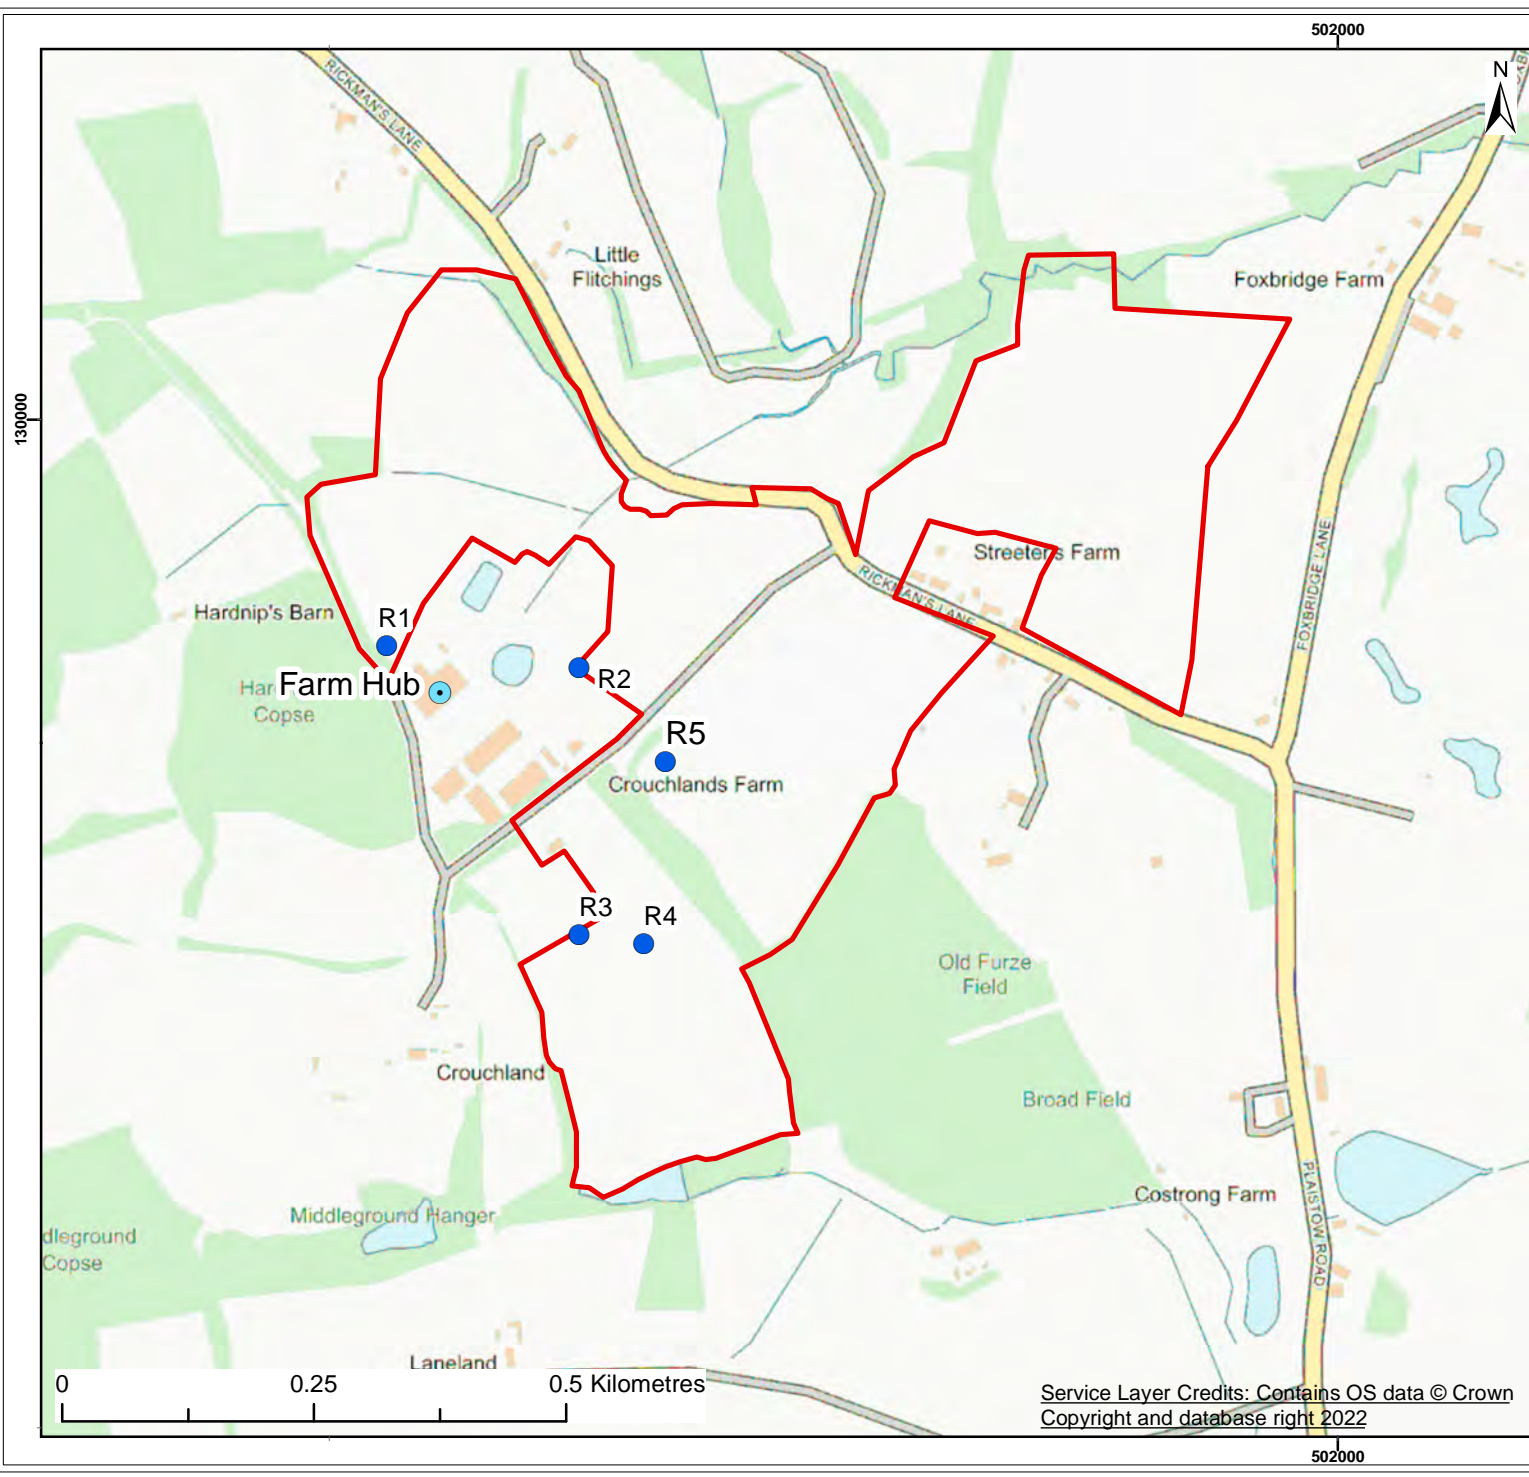 502000
N
RICKMAN'S LANE
Little
Flitchings
Foxbridge Farm
130000
Streeter's Farm
RICKMAN'S LANE
FOXBRIDGE LANE
Hardnip's Barn
R1
R2
Farm Hub
Copse
R5
Crouchlands Farm
R3
R4
Old Furze
Field
Crouchland
Broad Field
Costrong Farm
PLAISTOW ROAD
Middleground Hanger
dleground
Copse
Laneland
0 0.25 0.5 Kilometres
Service Layer Credits: Contains OS data © Crown
Copyright and database right 2022
502000